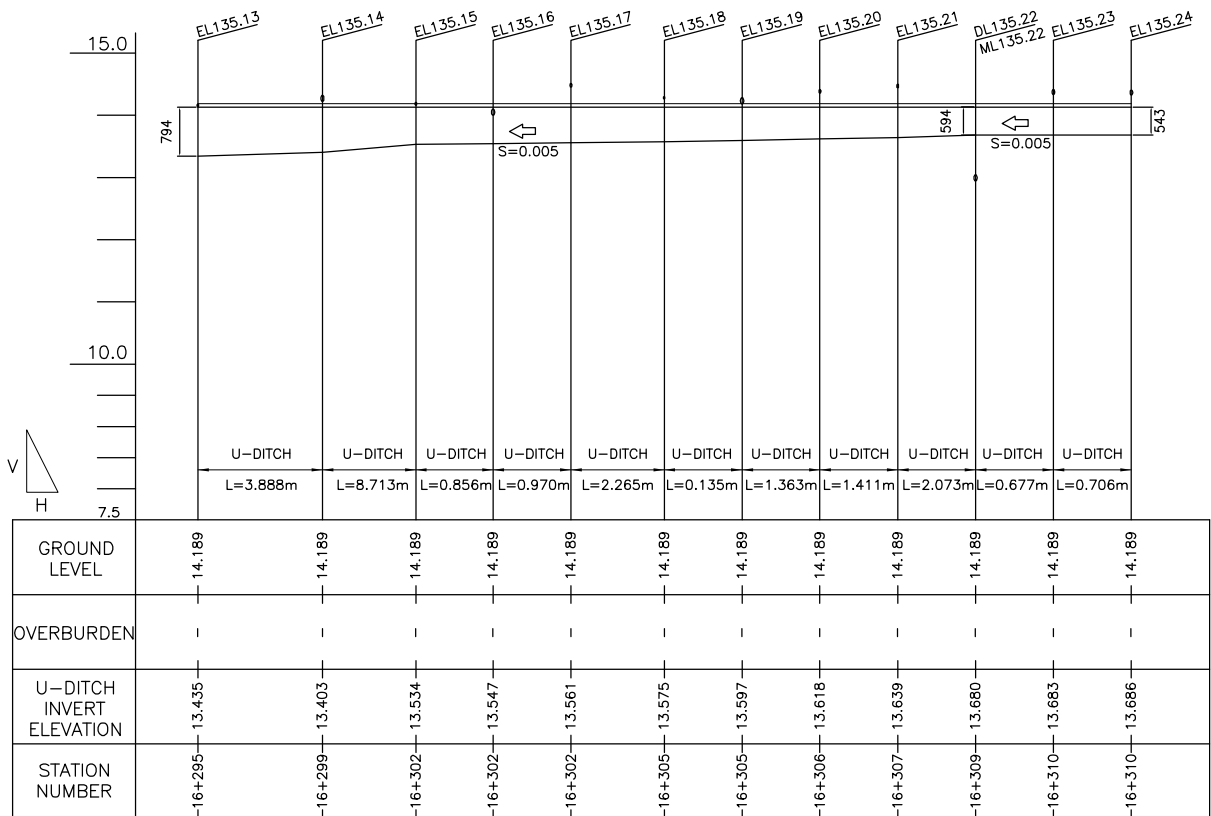 EL135.13 EL135.14 EL135.15 EL135.16 EL135.17 EL135.18 EL135.19 EL135.20 EL135.21 DL135.22 EL135.23 EL135.24
ML135.22
15.0
794
594
543
S=0.005 S=0.005
10.0
U-DITCH U-DITCH U-DITCH U-DITCH U-DITCH U-DITCH U-DITCH U-DITCH U-DITCH U-DITCH U-DITCH
L=3.888m L=8.713m L=0.856m L=0.970m L=2.265m L=0.135m L=1.363m L=1.411m L=2.073m L=0.677m L=0.706m
V
H
7.5
GROUND
LEVEL
14.189 14.189 14.189 14.189 14.189 14.189 14.189 14.189 14.189 14.189 14.189 14.189
OVERBURDEN
- - - - - - - - - - - -
U-DITCH
INVERT
ELEVATION
13.435 13.403 13.534 13.547 13.561 13.575 13.597 13.618 13.639 13.680 13.683 13.686
STATION
NUMBER
16+295 16+299 16+302 16+302 16+302 16+305 16+305 16+306 16+307 16+309 16+310 16+310